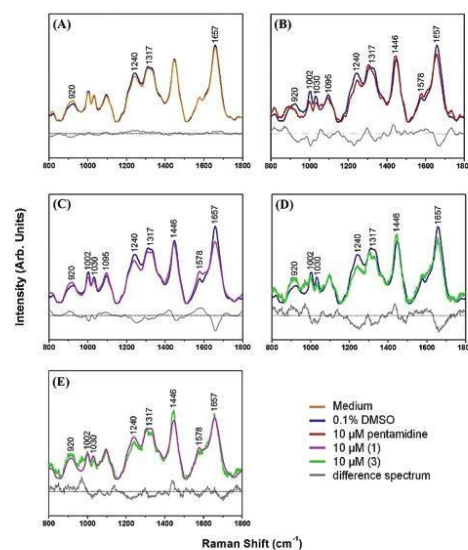 (A)
920
1240
1317
1657
800 1000 1200 1400 1600 1800
(B)
920
1002
1030
1095
1240
1317
1446
1578
1657
800 1000 1200 1400 1600 1800
(C)
920
1002
1030
1095
1240
1317
1446
1578
1657
800 1000 1200 1400 1600 1800
(D)
920
1002
1030
1240
1317
1446
1657
800 1000 1200 1400 1600 1800
(E)
920
1002
1030
1240
1317
1446
1578
1657
800 1000 1200 1400 1600 1800
Intensity (Arb. Units)
Medium
0.1% DMSO
10 µM pentamidine
10 µM (1)
10 µM (3)
difference spectrum
Raman Shift (cm⁻¹)